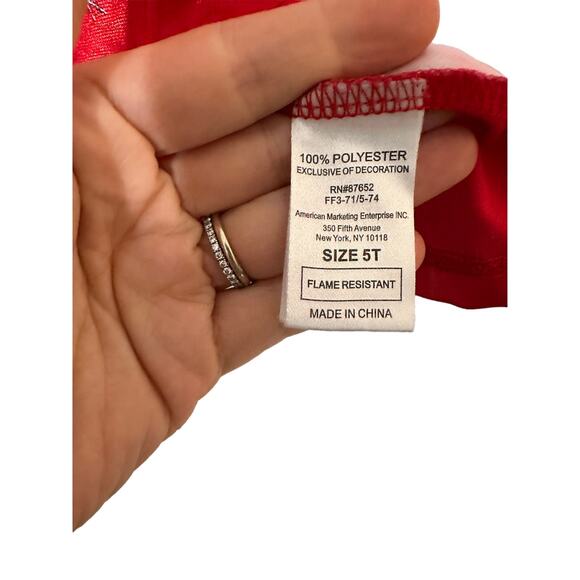 100% POLYESTER
EXCLUSIVE OF DECORATION
RN#87652
FF3-71/5-74
American Marketing Enterprise INC.
350 Fifth Avenue
New York, NY 10118
SIZE 5T
FLAME RESISTANT
MADE IN CHINA